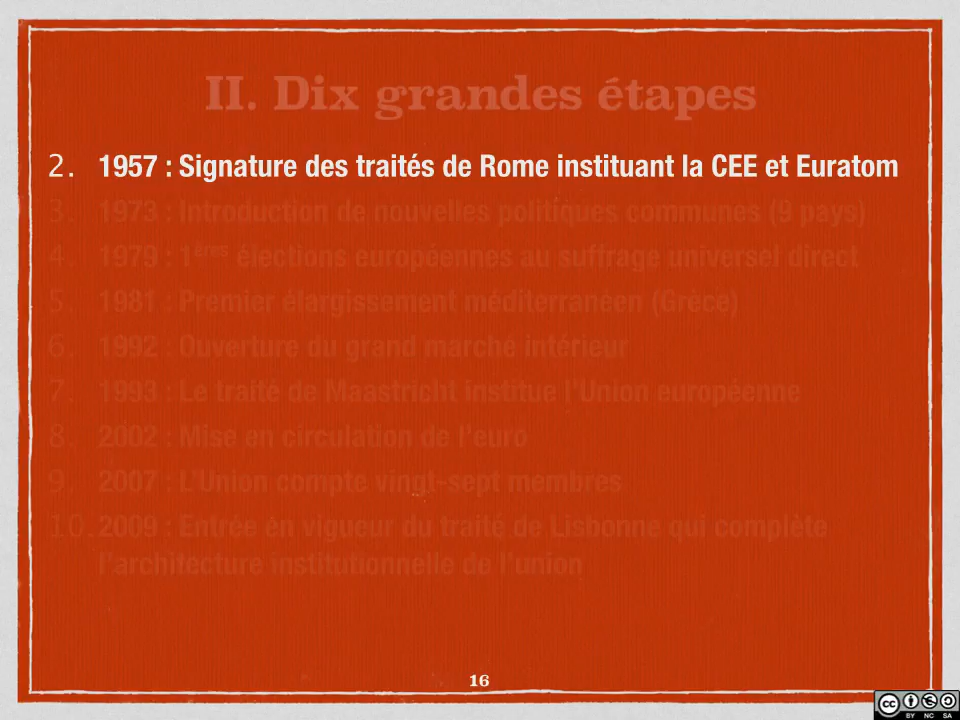 II. Dix grandes étapes
2. 1957 : Signature des traités de Rome instituant la CEE et Euratom
3. 1973 : Introduction de nouvelles politiques communes (9 pays)
4. 1979 : 1ères élections européennes au suffrage universel direct
5. 1981 : Premier élargissement méditerranéen (Grèce)
6. 1992 : Ouverture du grand marché intérieur
7. 1993 : Le traité de Maastricht institue l'Union européenne
8. 2002 : Mise en circulation de l'euro
9. 2007 : L'Union compte vingt-sept membres
10. 2009 : Entrée en vigueur du traité de Lisbonne qui complète
l'architecture institutionnelle de l'union
16
cc BY NC SA